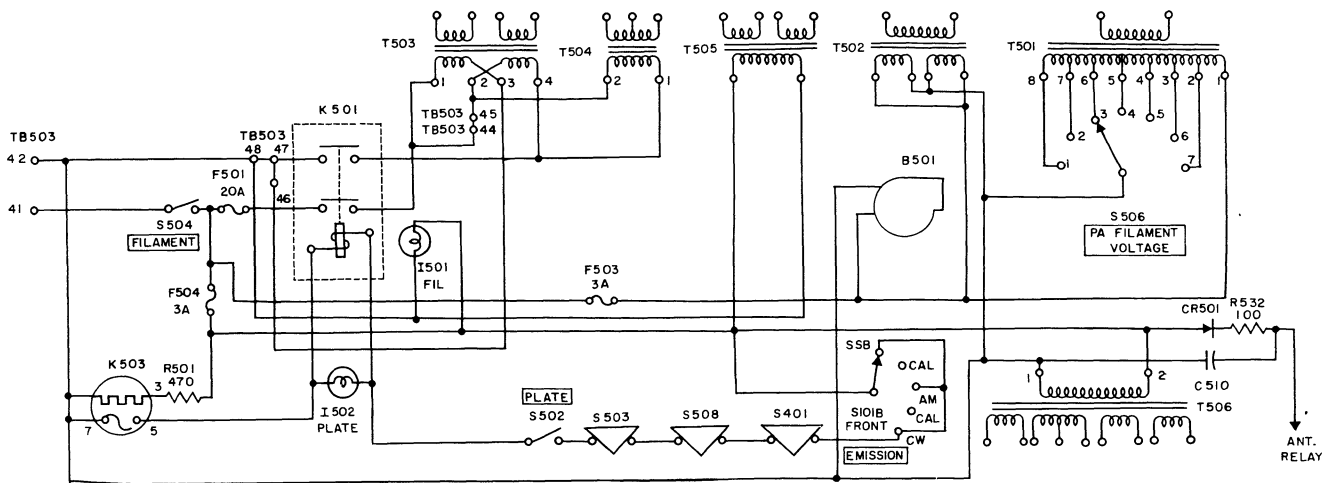 T503
T504
T505
T502
T501
1 2 3 4
2 1
8 7 6 5 4 3 2 1
K501
TB503 45
TB503 44
3
4
5
2
6
1
7
TB503
42
TB503
48 47
F501
20A
46
B501
41
S504
FILAMENT
I501
FIL
S506
PA FILAMENT
VOLTAGE
F504
3A
F503
3A
CR501
R532
100
K503
R501
470
3
SSB
CAL
AM
CAL
CW
S101B
FRONT
EMISSION
1
2
C510
T506
7
5
I502
PLATE
PLATE
S502
S503
S508
S401
ANT.
RELAY